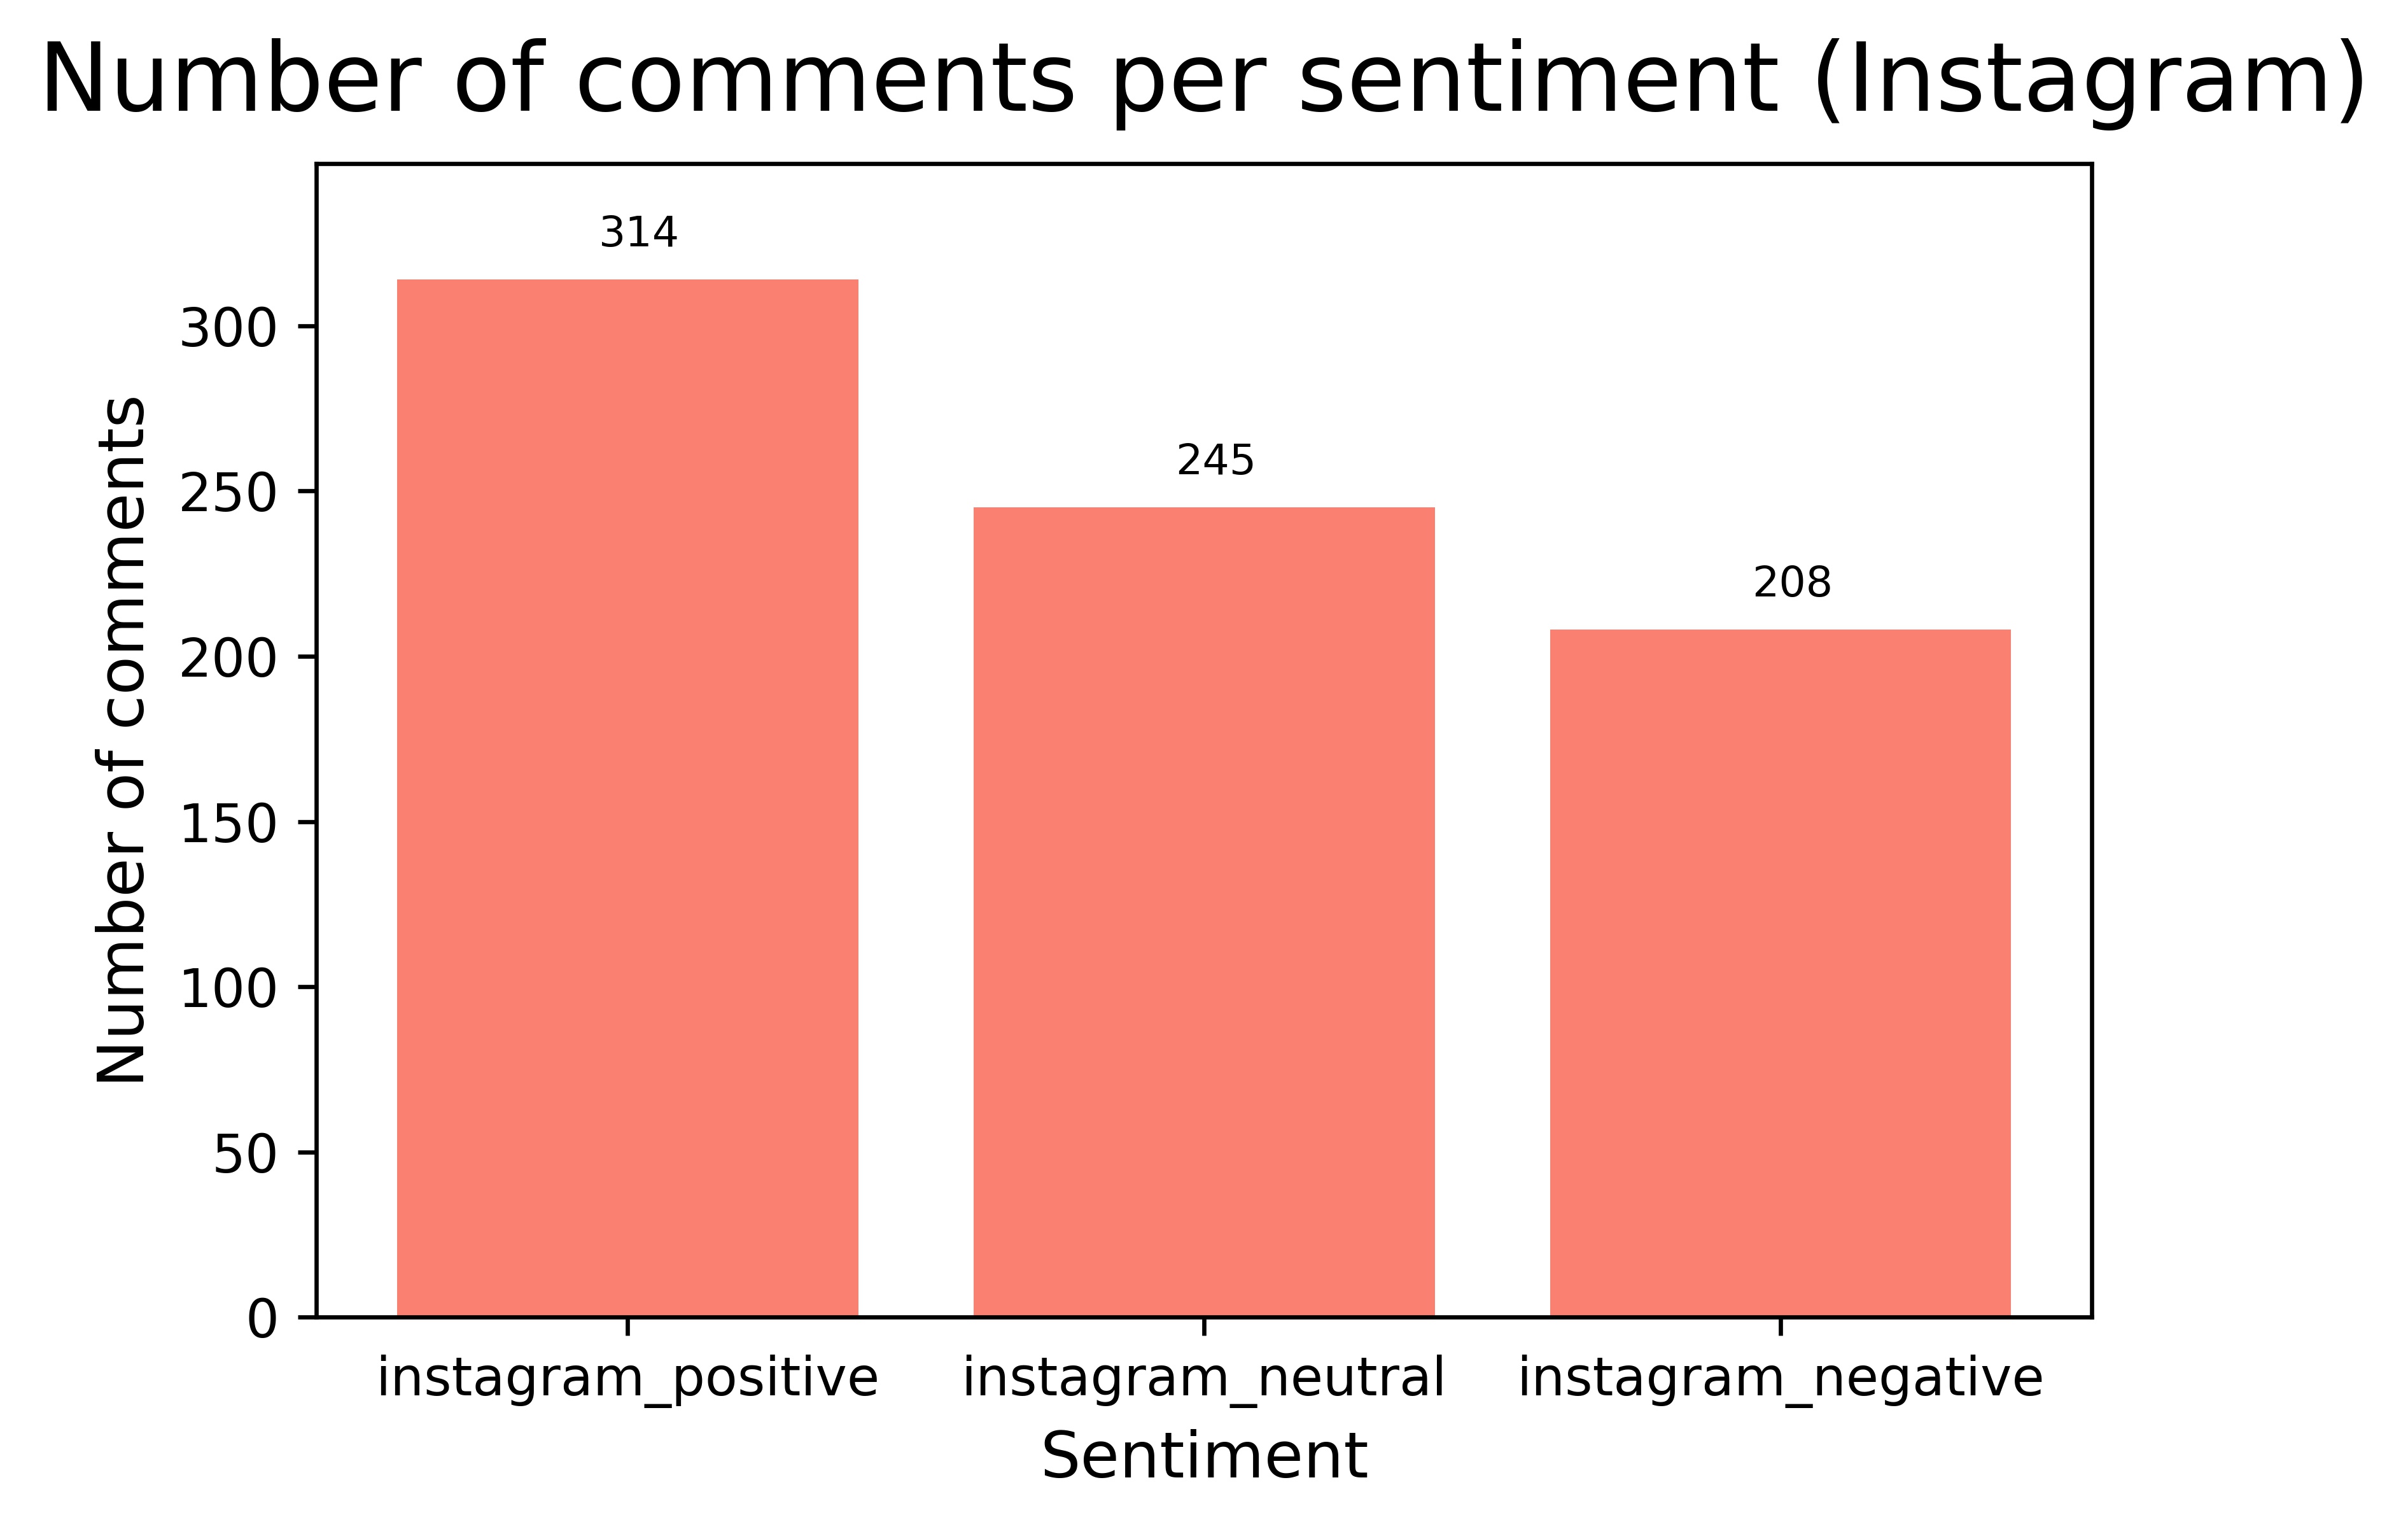 Number of comments per sentiment (Instagram)
314
300
245
250
208
200
150
100
50
0
Number of comments
instagram_positive instagram_neutral instagram_negative
Sentiment